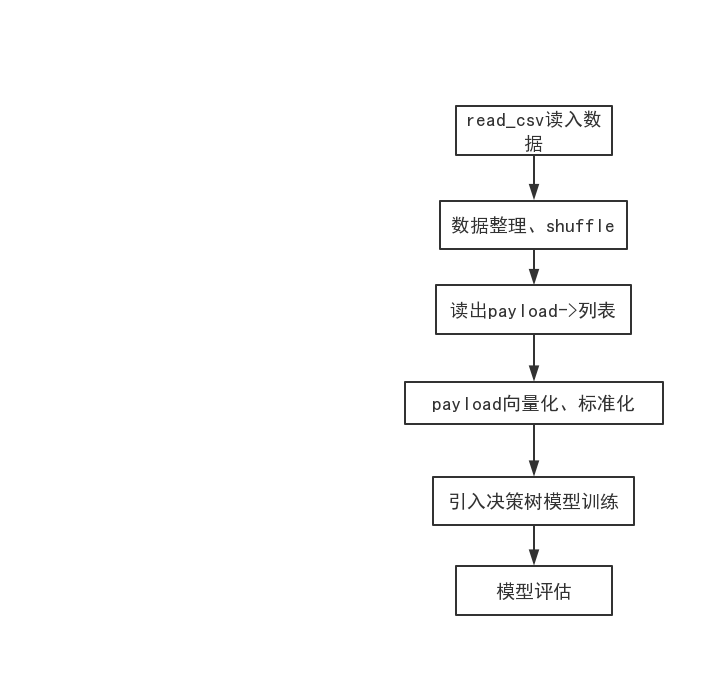 read_csv读入数
据
数据整理、shuffle
读出payload->列表
payload向量化、标准化
引入决策树模型训练
模型评估